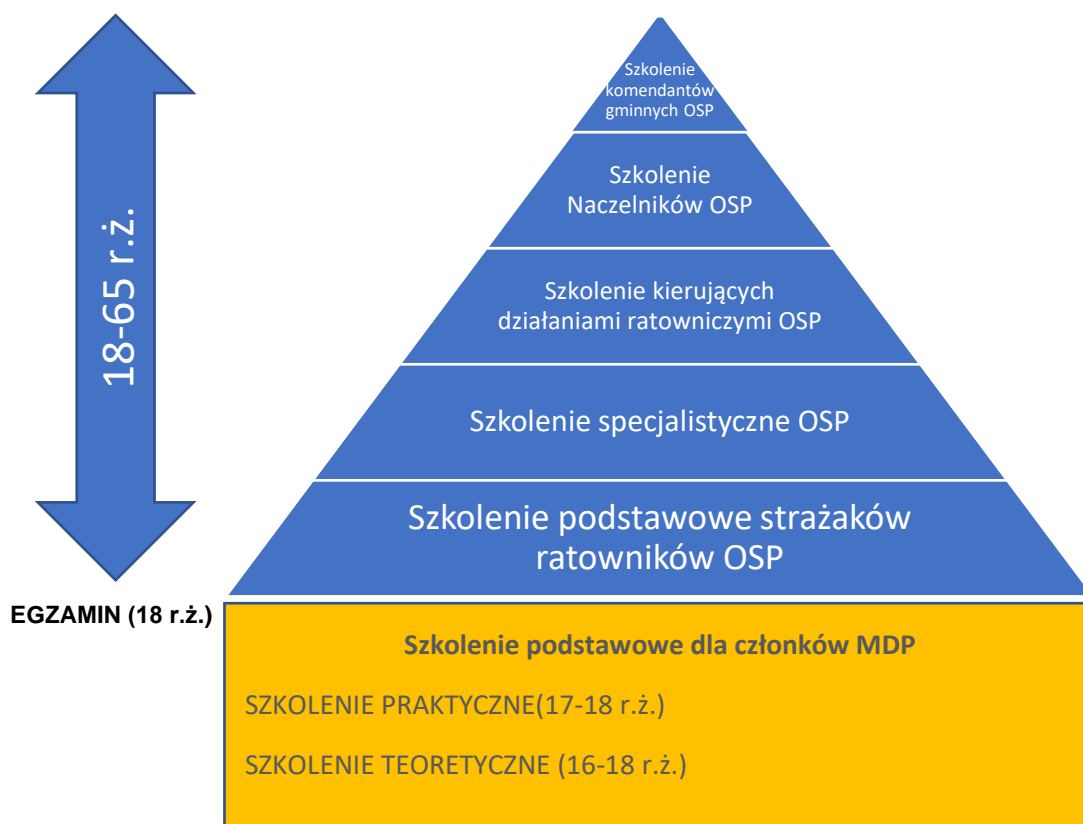 Szkolenie
komendantów
gminnych OSP
Szkolenie
Naczelników OSP
Szkolenie kierujących
działaniami ratowniczymi OSP
Szkolenie specjalistyczne OSP
Szkolenie podstawowe strażaków
ratowników OSP
18-65 r.ż.
EGZAMIN (18 r.ż.)
Szkolenie podstawowe dla członków MDP
SZKOLENIE PRAKTYCZNE(17-18 r.ż.)
SZKOLENIE TEORETYCZNE (16-18 r.ż.)